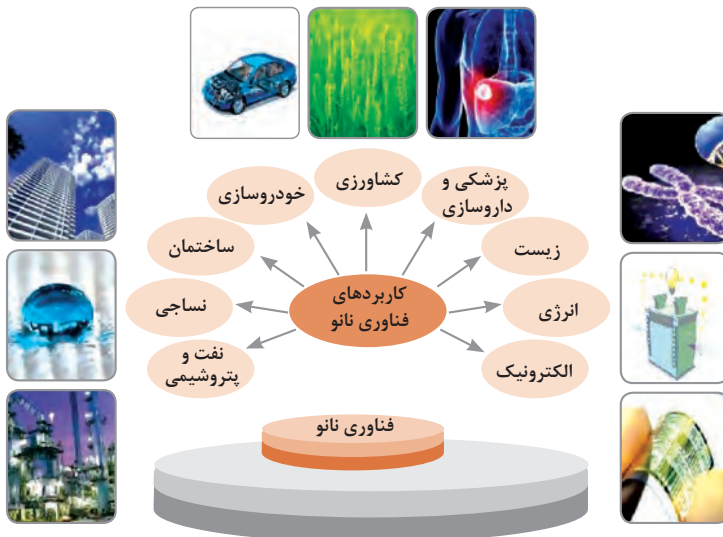 کشاورزی
پزشکی و
داروسازی
خودروسازی
زیست
ساختمان
انرژی
نساجی
کاربردهای
فناوری نانو
الکترونیک
نفت و
پتروشیمی
فناوری نانو